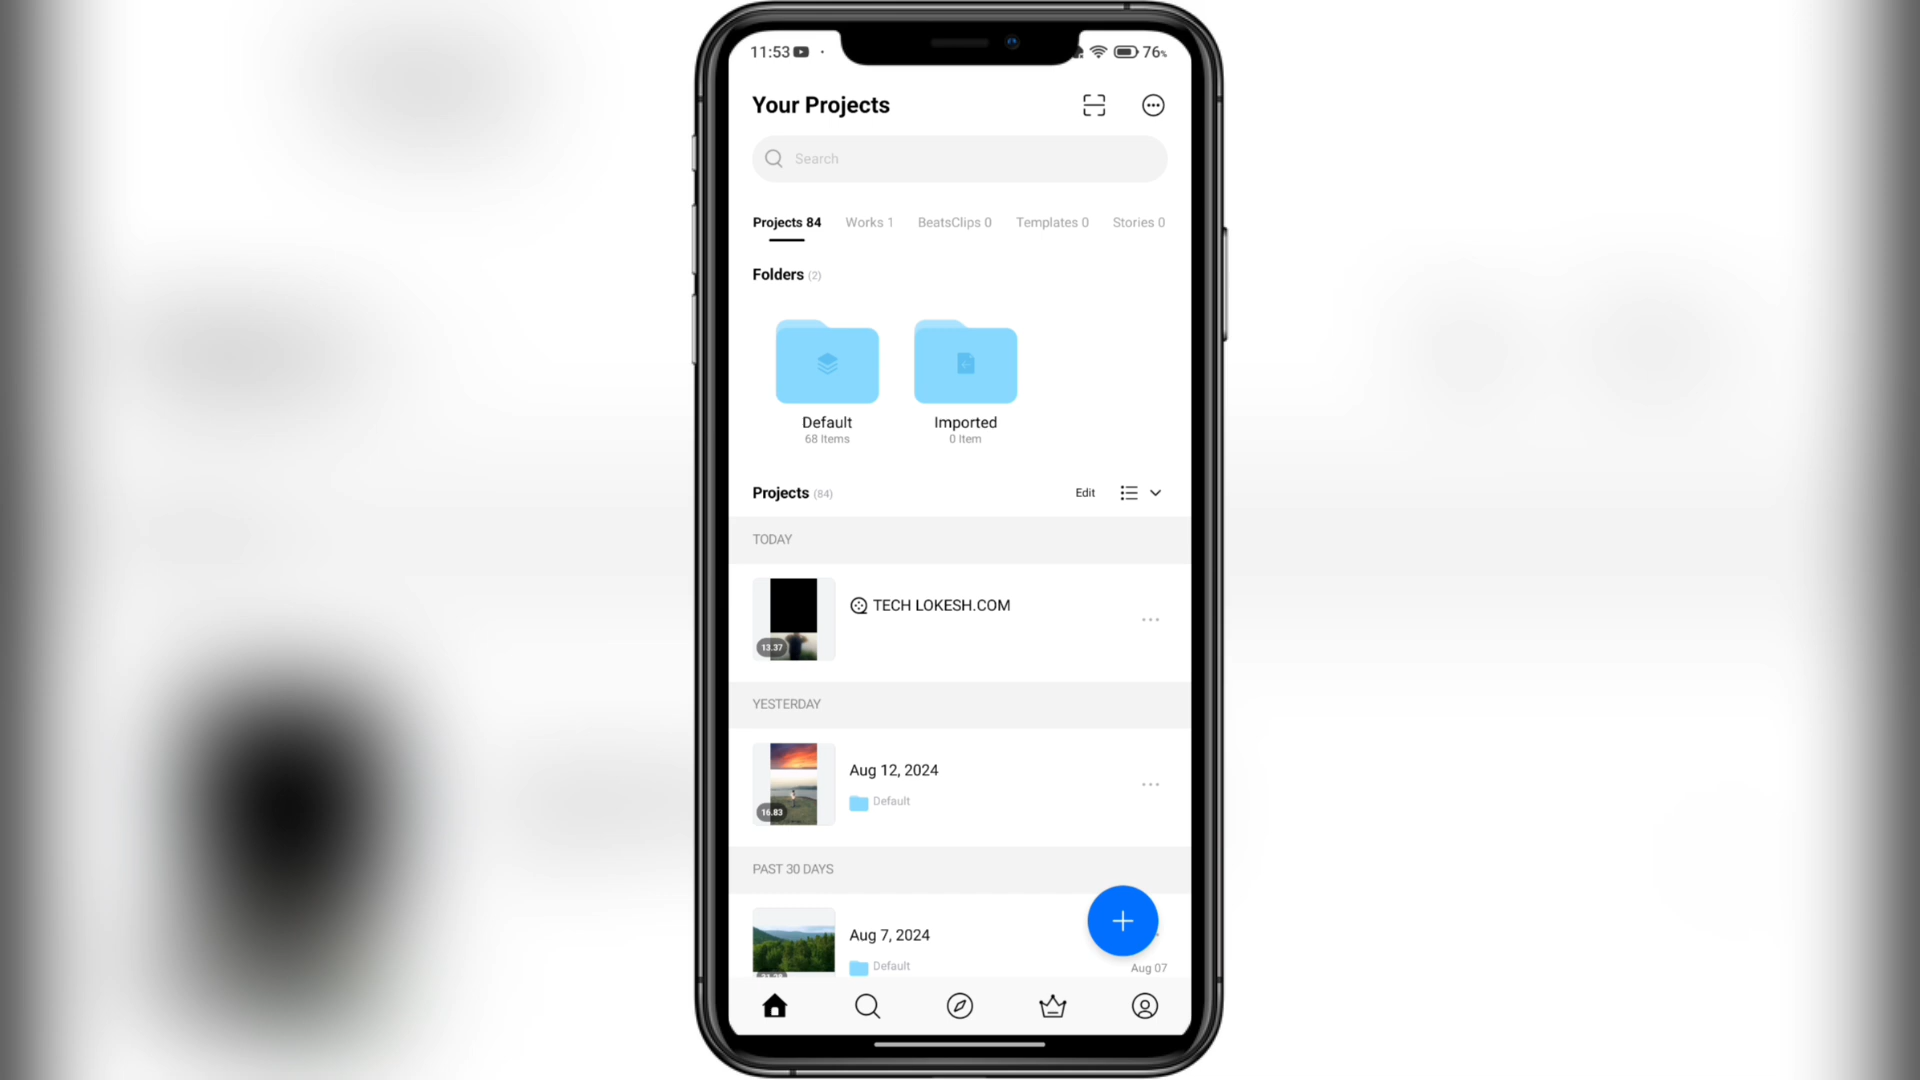 11:53 76%
Your Projects
Search
Projects 84 Works 1 BeatsClips 0 Templates 0 Stories 0
Folders (2)
Default Imported
68 Items 0 Item
Projects (84) Edit
TODAY
TECH LOKESH.COM
13.37
YESTERDAY
Aug 12, 2024
Default
16.83
PAST 30 DAYS
Aug 7, 2024
Default Aug 07